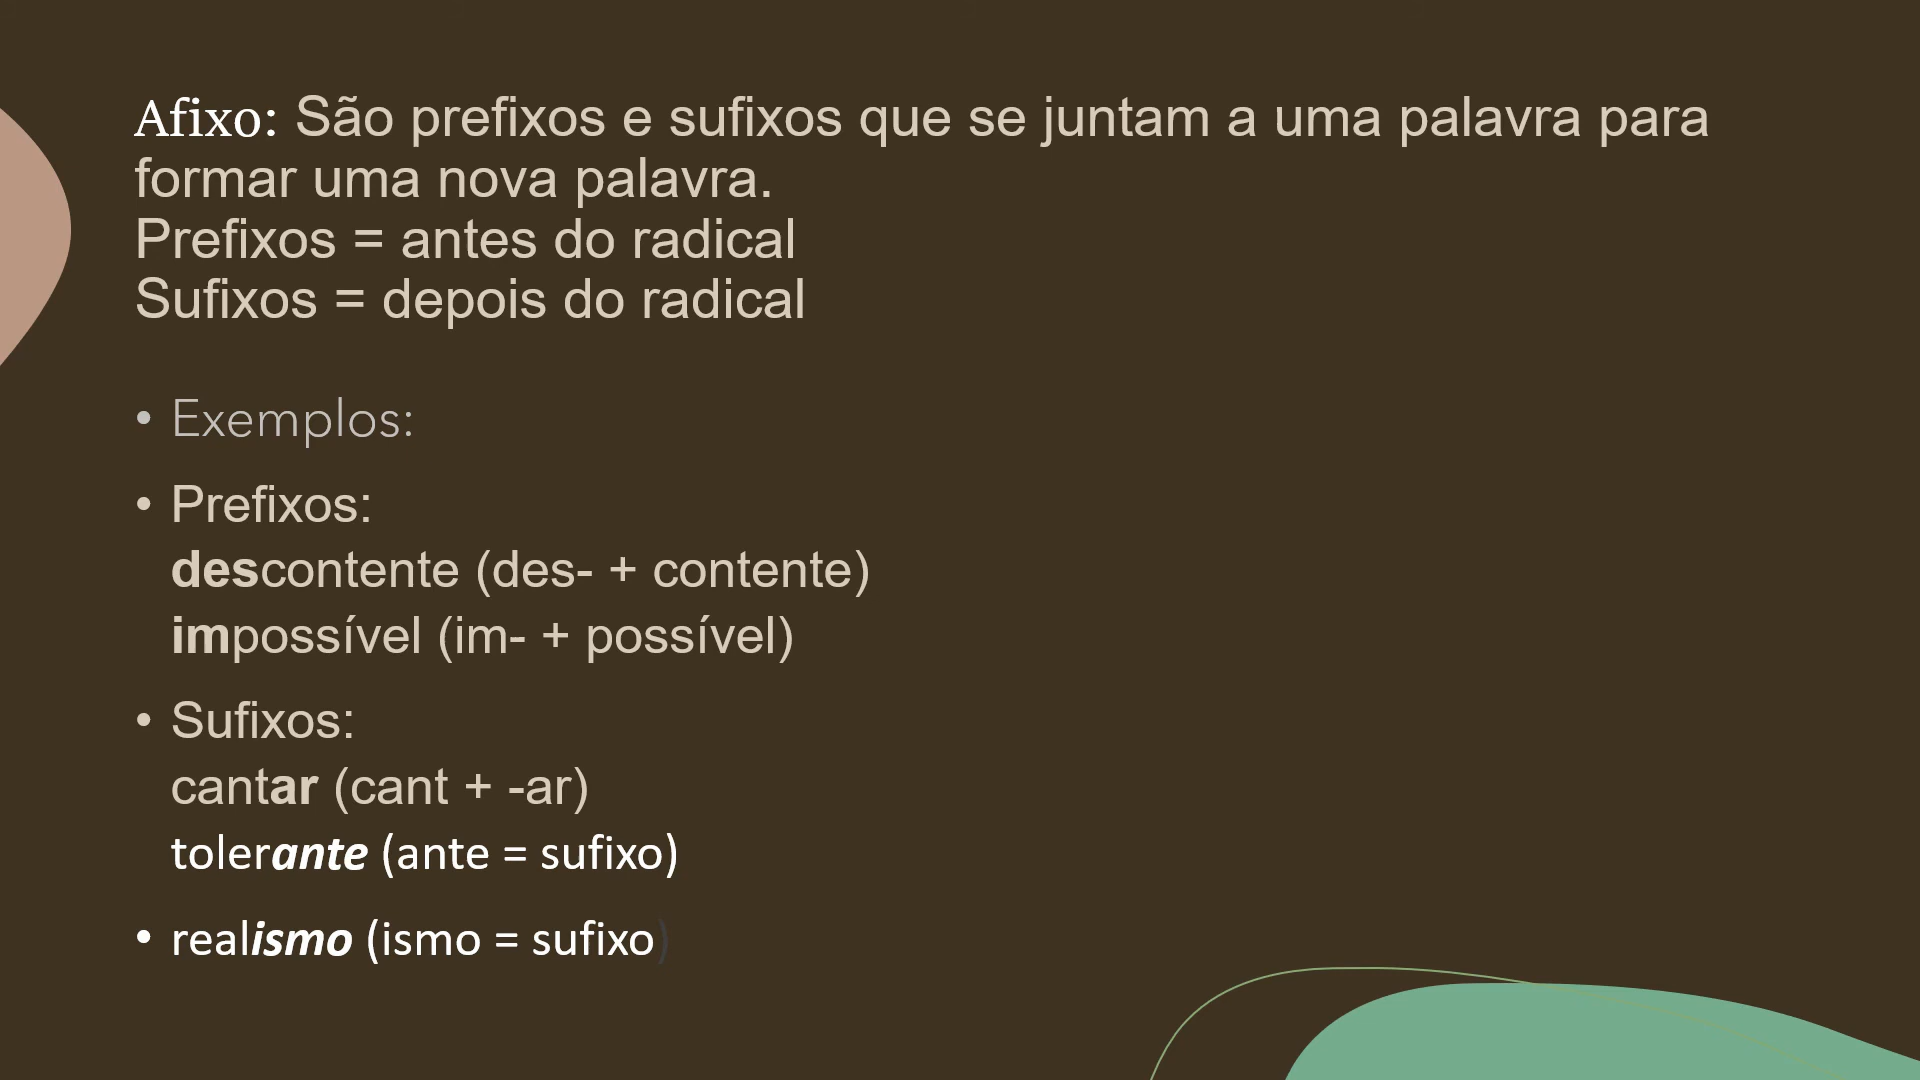 Afixo: São prefixos e sufixos que se juntam a uma palavra para
formar uma nova palavra.
Prefixos = antes do radical
Sufixos = depois do radical
• Exemplos:
• Prefixos:
descontente (des- + contente)
impossível (im- + possível)
• Sufixos:
cantar (cant + -ar)
tolerante (ante = sufixo)
• realismo (ismo = sufixo)